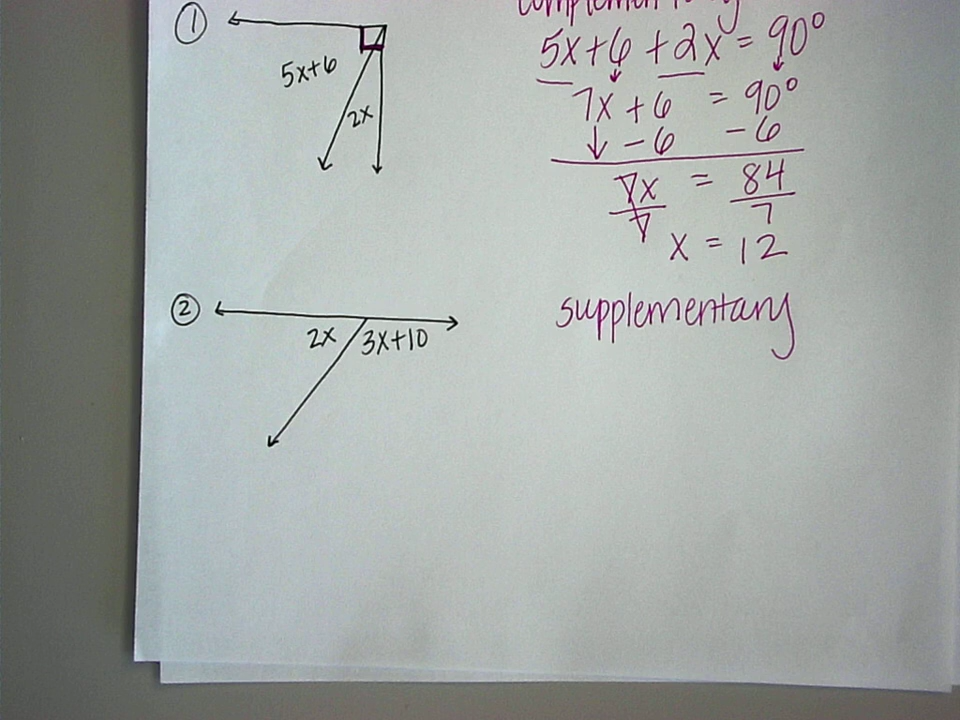 ① 5x+6 2x
complementary
5x+6 +2x = 90°
7x + 6 = 90°
↓ - 6 - 6
7x = 84
7 7
x = 12
② 2x 3x+10
supplementary